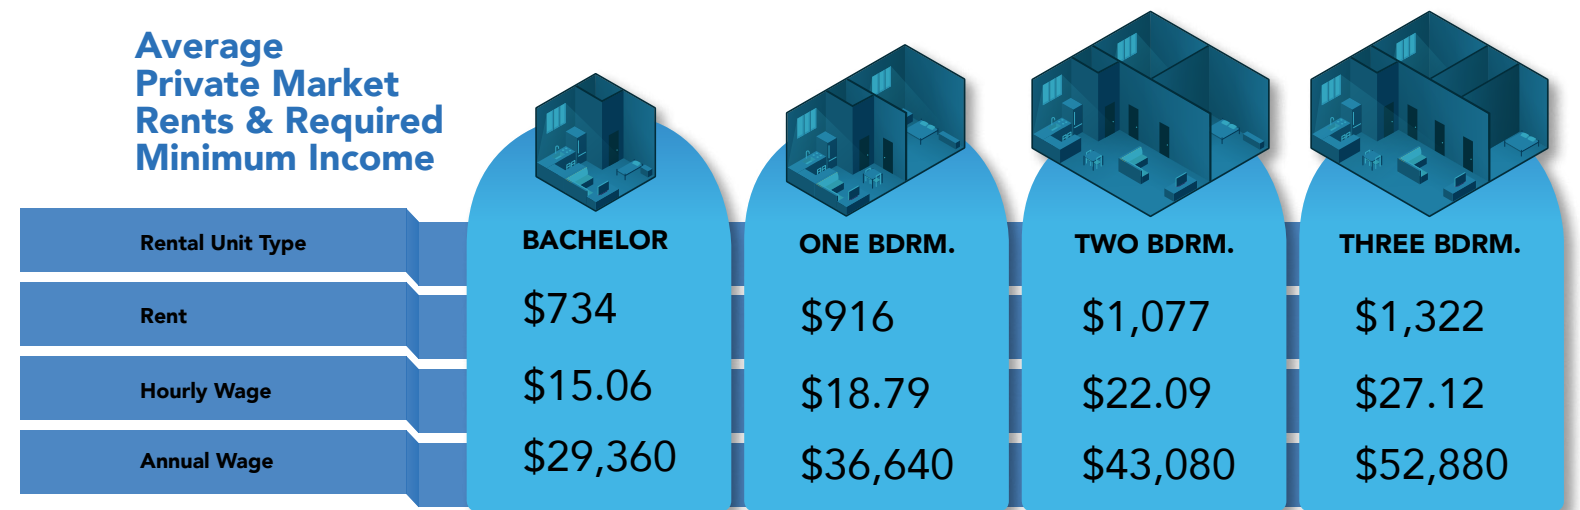 Average
Private Market
Rents & Required
Minimum Income
Rental Unit Type BACHELOR ONE BDRM. TWO BDRM. THREE BDRM.
Rent $734 $916 $1,077 $1,322
Hourly Wage $15.06 $18.79 $22.09 $27.12
Annual Wage $29,360 $36,640 $43,080 $52,880